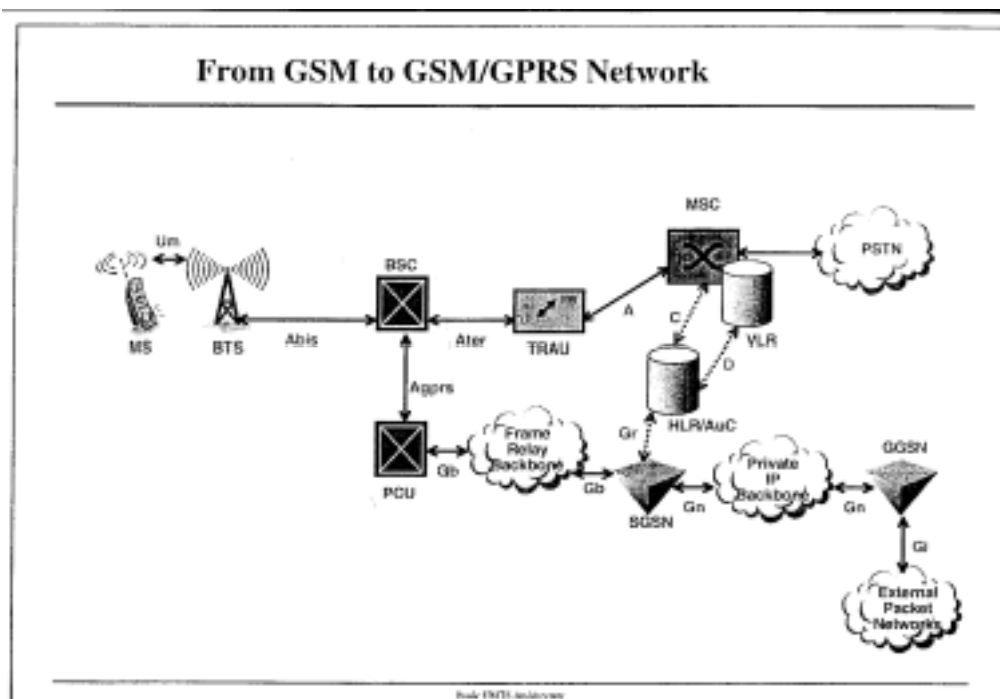 From GSM to GSM/GPRS Network
MSC
PSTN
Um
BSC
MS
BTS
Abis
Ater
TRAU
A
C
VLR
D
Agprs
HLR/AuC
Gr
Frame
Relay
Backbone
Private
IP
Backbone
GGSN
PCU
Gb
Gb
SGSN
Gn
Gn
Gi
External
Packet
Networks